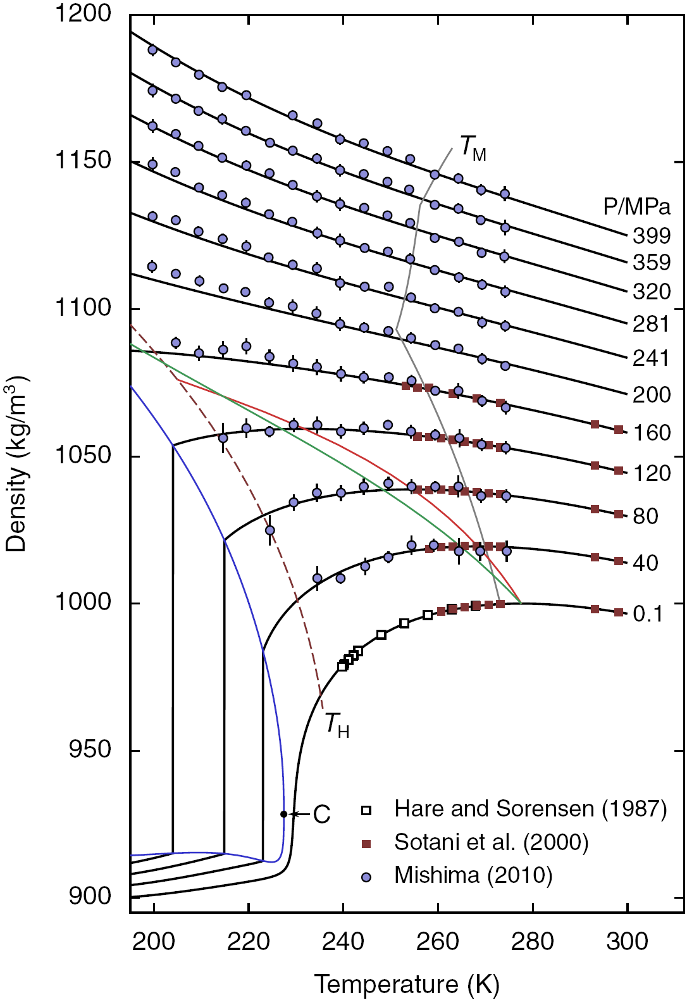 1200
1150
1100
1050
1000
950
900
Density (kg/m³)
T_M
P/MPa
399
359
320
281
241
200
160
120
80
40
0.1
T_H
C
Hare and Sorensen (1987)
Sotani et al. (2000)
Mishima (2010)
200 220 240 260 280 300
Temperature (K)